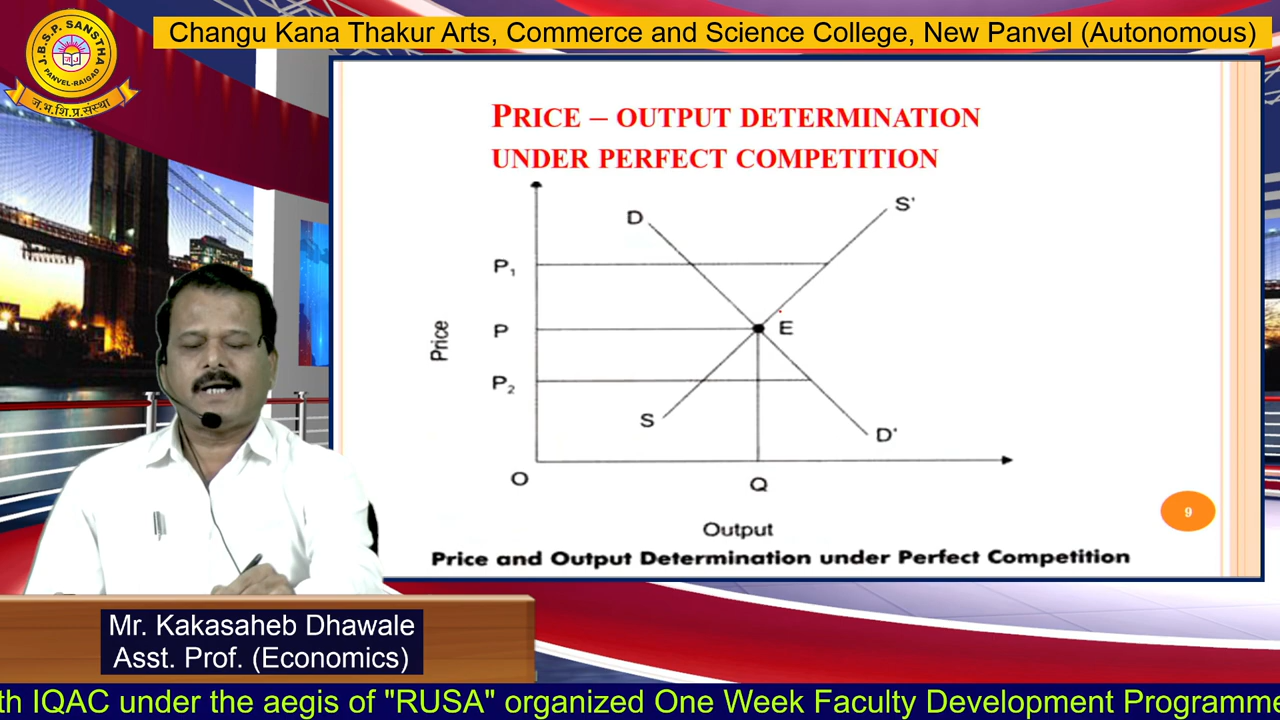 Changu Kana Thakur Arts, Commerce and Science College, New Panvel (Autonomous)
J.B.S.P. SANSTHA
PANVEL-RAIGAD
ज.भ.शि.प्र.संस्था
PRICE – OUTPUT DETERMINATION
UNDER PERFECT COMPETITION
D
S'
P₁
Price
P
E
P₂
S
D'
O
Q
9
Output
Price and Output Determination under Perfect Competition
Mr. Kakasaheb Dhawale
Asst. Prof. (Economics)
th IQAC under the aegis of "RUSA" organized One Week Faculty Development Programme